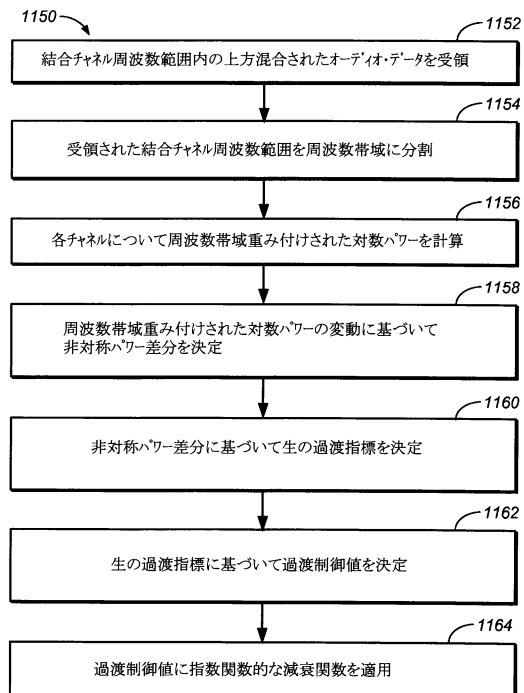 1150
1152
結合チャネル周波数範囲内の上方混合されたオーディオ・データを受領
1154
受領された結合チャネル周波数範囲を周波数帯域に分割
1156
各チャネルについて周波数帯域重み付けされた対数パワーを計算
1158
周波数帯域重み付けされた対数パワーの変動に基づいて
非対称パワー差分を決定
1160
非対称パワー差分に基づいて生の過渡指標を決定
1162
生の過渡指標に基づいて過渡制御値を決定
1164
過渡制御値に指数関数的な減衰関数を適用